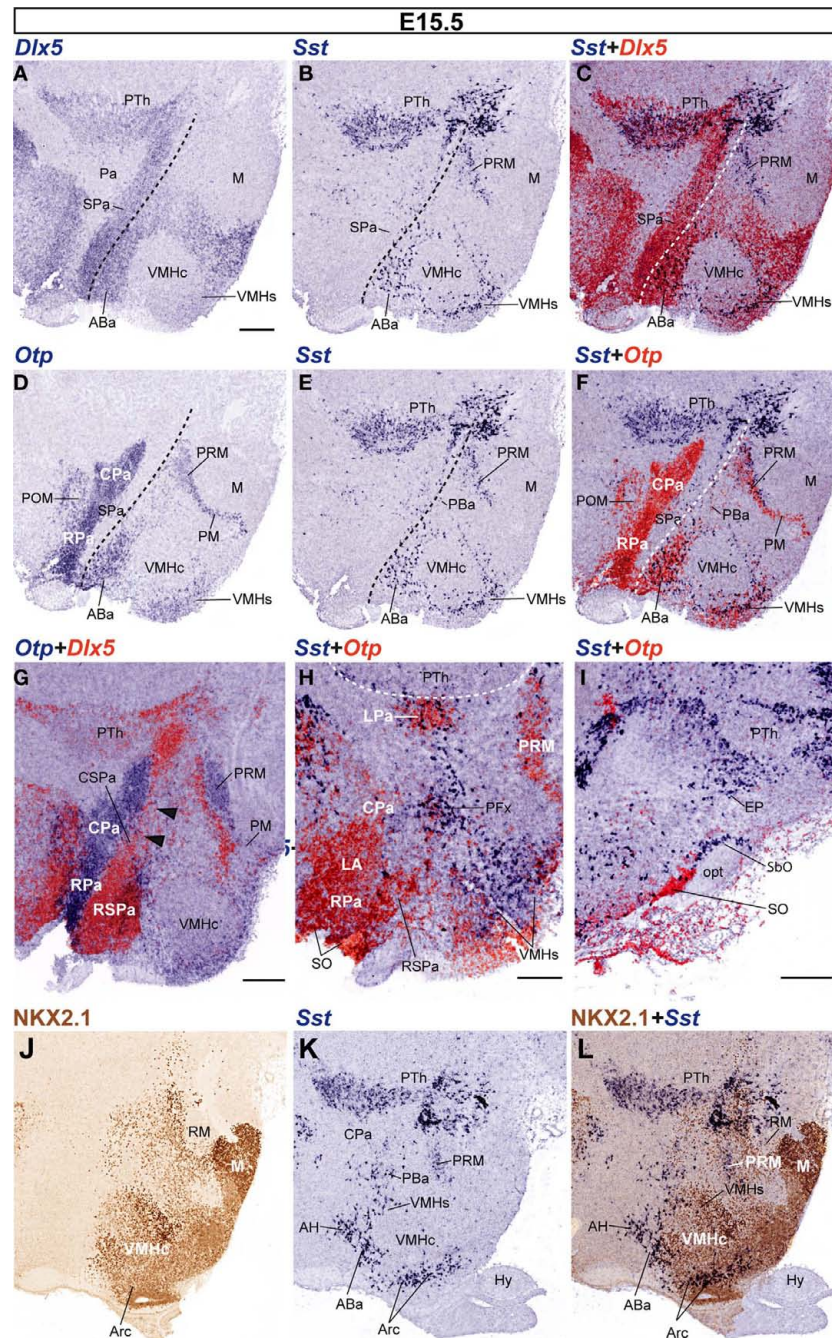 E15.5
Dlx5
Sst
Sst+Dlx5
A
PTh
Pa
SPa
M
VMHc
VMHs
ABa
B
PTh
PRM
M
SPa
VMHc
VMHs
ABa
C
PTh
PRM
M
SPa
VMHc
VMHs
ABa
Otp
Sst
Sst+Otp
D
CPa
PRM
POM
M
SPa
RPa
PM
VMHc
ABa
VMHs
E
PTh
PRM
M
PBa
VMHc
ABa
VMHs
F
PTh
PRM
CPa
M
POM
SPa
PBa
RPa
PM
VMHc
ABa
VMHs
Otp+Dlx5
Sst+Otp
Sst+Otp
G
PTh
CSPa
PRM
CPa
PM
RPa
RSPa
VMHc
5-
H
PTh
LPa
PRM
CPa
PFx
LA
RPa
SO
RSPa
VMHs
I
PTh
EP
opt
SbO
SO
NKX2.1
Sst
NKX2.1+Sst
J
RM
M
VMHc
Arc
K
PTh
CPa
PBa
PRM
VMHs
AH
VMHc
ABa
Hy
Arc
L
PTh
RM
PRM
M
VMHs
AH
VMHc
ABa
Hy
Arc